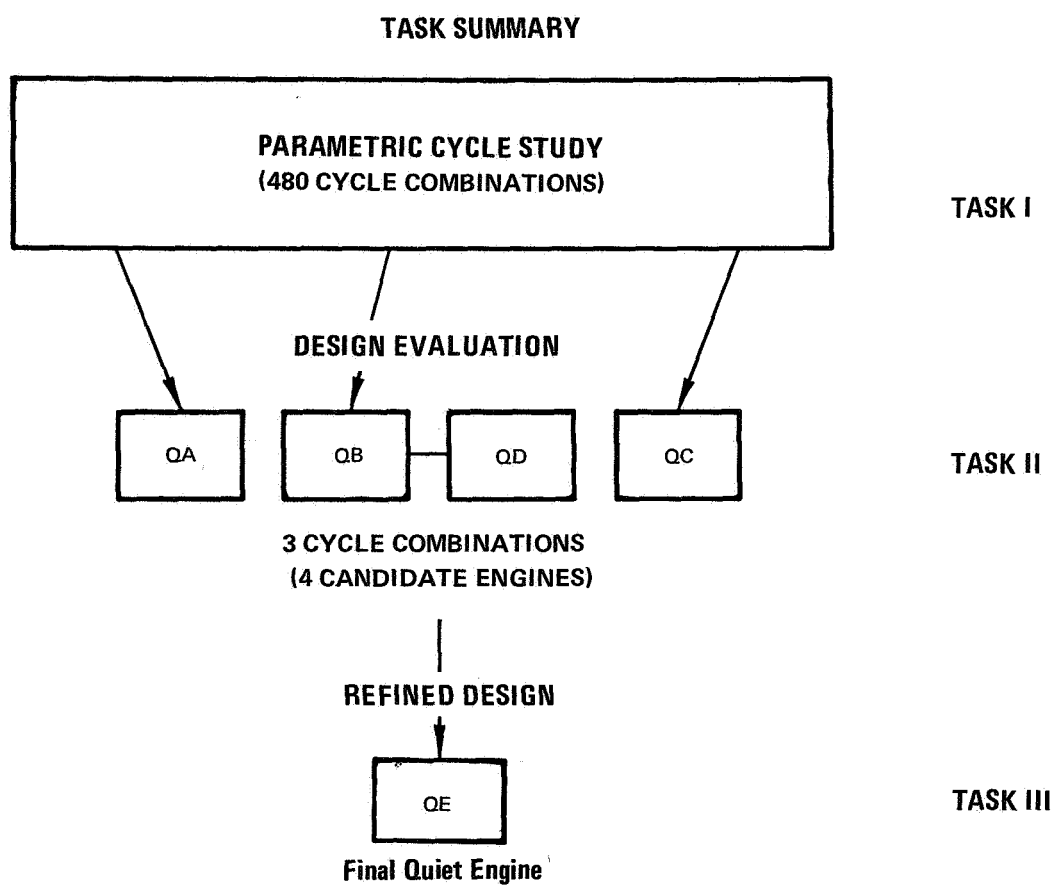 TASK SUMMARY
PARAMETRIC CYCLE STUDY
(480 CYCLE COMBINATIONS)
TASK I
DESIGN EVALUATION
QA
QB
QD
QC
TASK II
3 CYCLE COMBINATIONS
(4 CANDIDATE ENGINES)
REFINED DESIGN
QE
TASK III
Final Quiet Engine